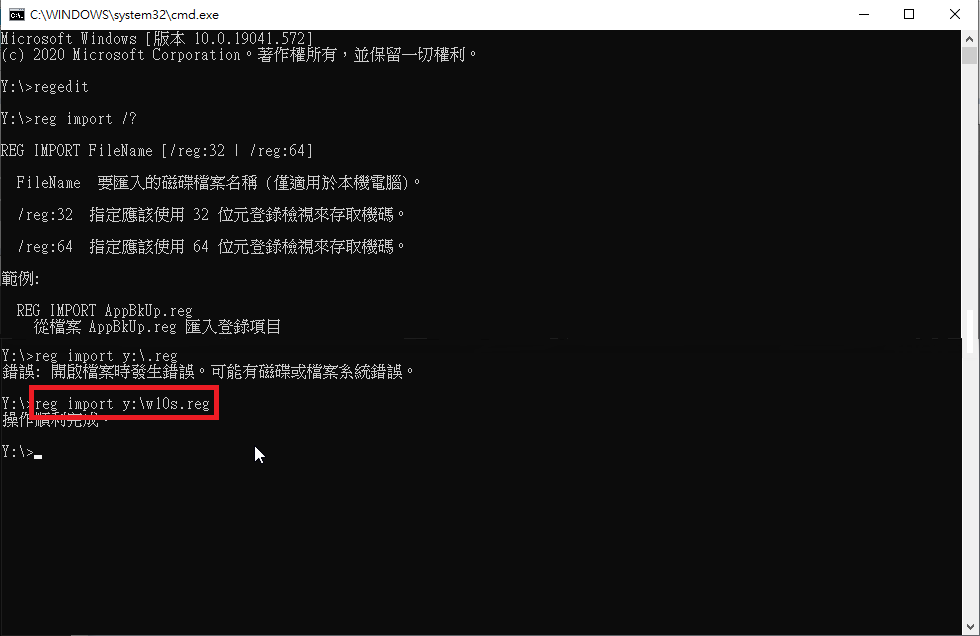 C:\WINDOWS\system32\cmd.exe
Microsoft Windows [版本 10.0.19041.572]
(c) 2020 Microsoft Corporation。著作權所有，並保留一切權利。
Y:\>regedit
Y:\>reg import /?
REG IMPORT FileName [/reg:32 | /reg:64]
FileName 要匯入的磁碟檔案名稱 (僅適用於本機電腦)。
/reg:32 指定應該使用 32 位元登錄檢視來存取機碼。
/reg:64 指定應該使用 64 位元登錄檢視來存取機碼。
範例:
REG IMPORT AppBkUp.reg
從檔案 AppBkUp.reg 匯入登錄項目
Y:\>reg import y:\.reg
錯誤: 開啟檔案時發生錯誤。可能有磁碟或檔案系統錯誤。
Y:\>reg import y:\w10s.reg
操作順利完成。
Y:\>